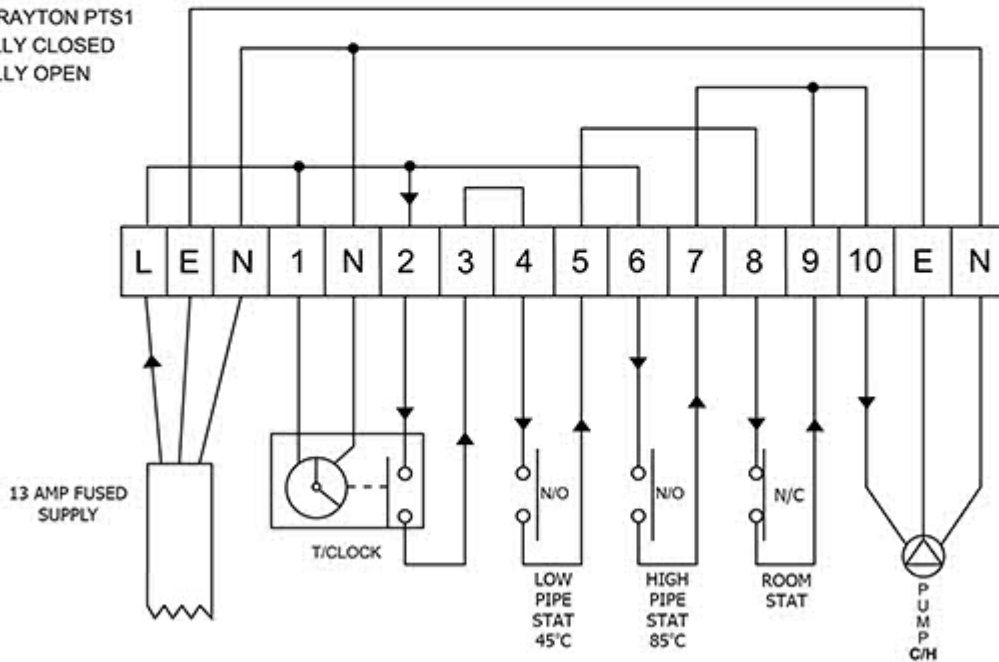 RAYTON PTS1
LLY CLOSED
LLY OPEN
L E N 1 N 2 3 4 5 6 7 8 9 10 E N
13 AMP FUSED
SUPPLY
T/CLOCK
N/O
LOW
PIPE
STAT
45°C
N/O
HIGH
PIPE
STAT
85°C
N/C
ROOM
STAT
PUMP
C/H